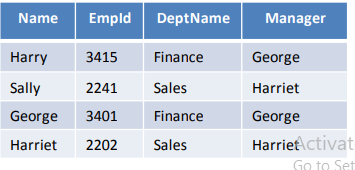 Name EmpId DeptName Manager
Harry 3415 Finance George
Sally 2241 Sales Harriet
George 3401 Finance George
Harriet 2202 Sales Harriet
Activat
Go to Set